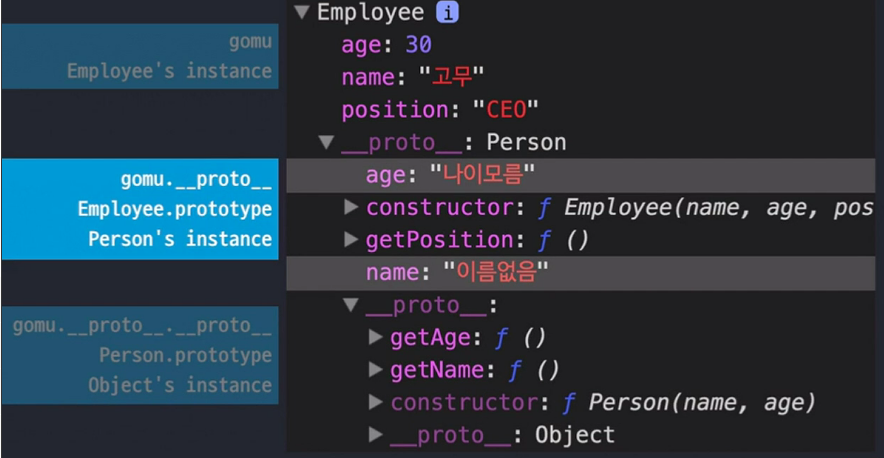 gomu
Employee's instance
gomu.__proto__
Employee.prototype
Person's instance
gomu.__proto__.__proto__
Person.prototype
Object's instance
▼ Employee i
age: 30
name: "고무"
position: "CEO"
▼ __proto__: Person
age: "나이모름"
▶ constructor: ƒ Employee(name, age, pos
▶ getPosition: ƒ ()
name: "이름없음"
▼ __proto__:
▶ getAge: ƒ ()
▶ getName: ƒ ()
▶ constructor: ƒ Person(name, age)
▶ __proto__: Object